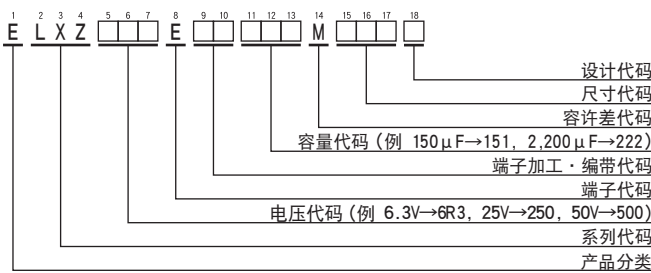 1 2 3 4 5 6 7 8 9 10 11 12 13 14 15 16 17 18
E L X Z □□□ E □□ □□□ M □□□ □
设计代码
尺寸代码
容许差代码
容量代码 (例 150μF→151, 2,200μF→222)
端子加工・编带代码
端子代码
电压代码 (例 6.3V→6R3, 25V→250, 50V→500)
系列代码
产品分类